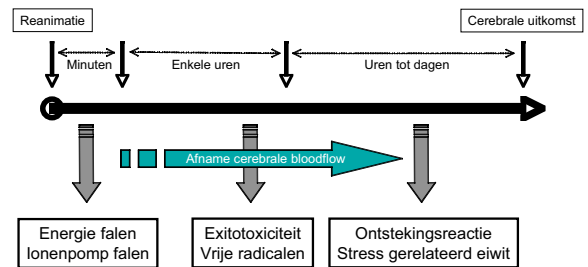 Reanimatie
Cerebrale uitkomst
Minuten
Enkele uren
Uren tot dagen
Afname cerebrale bloodflow
Energie falen
Ionenpomp falen
Exitotoxiciteit
Vrije radicalen
Ontstekingsreactie
Stress gerelateerd eiwit